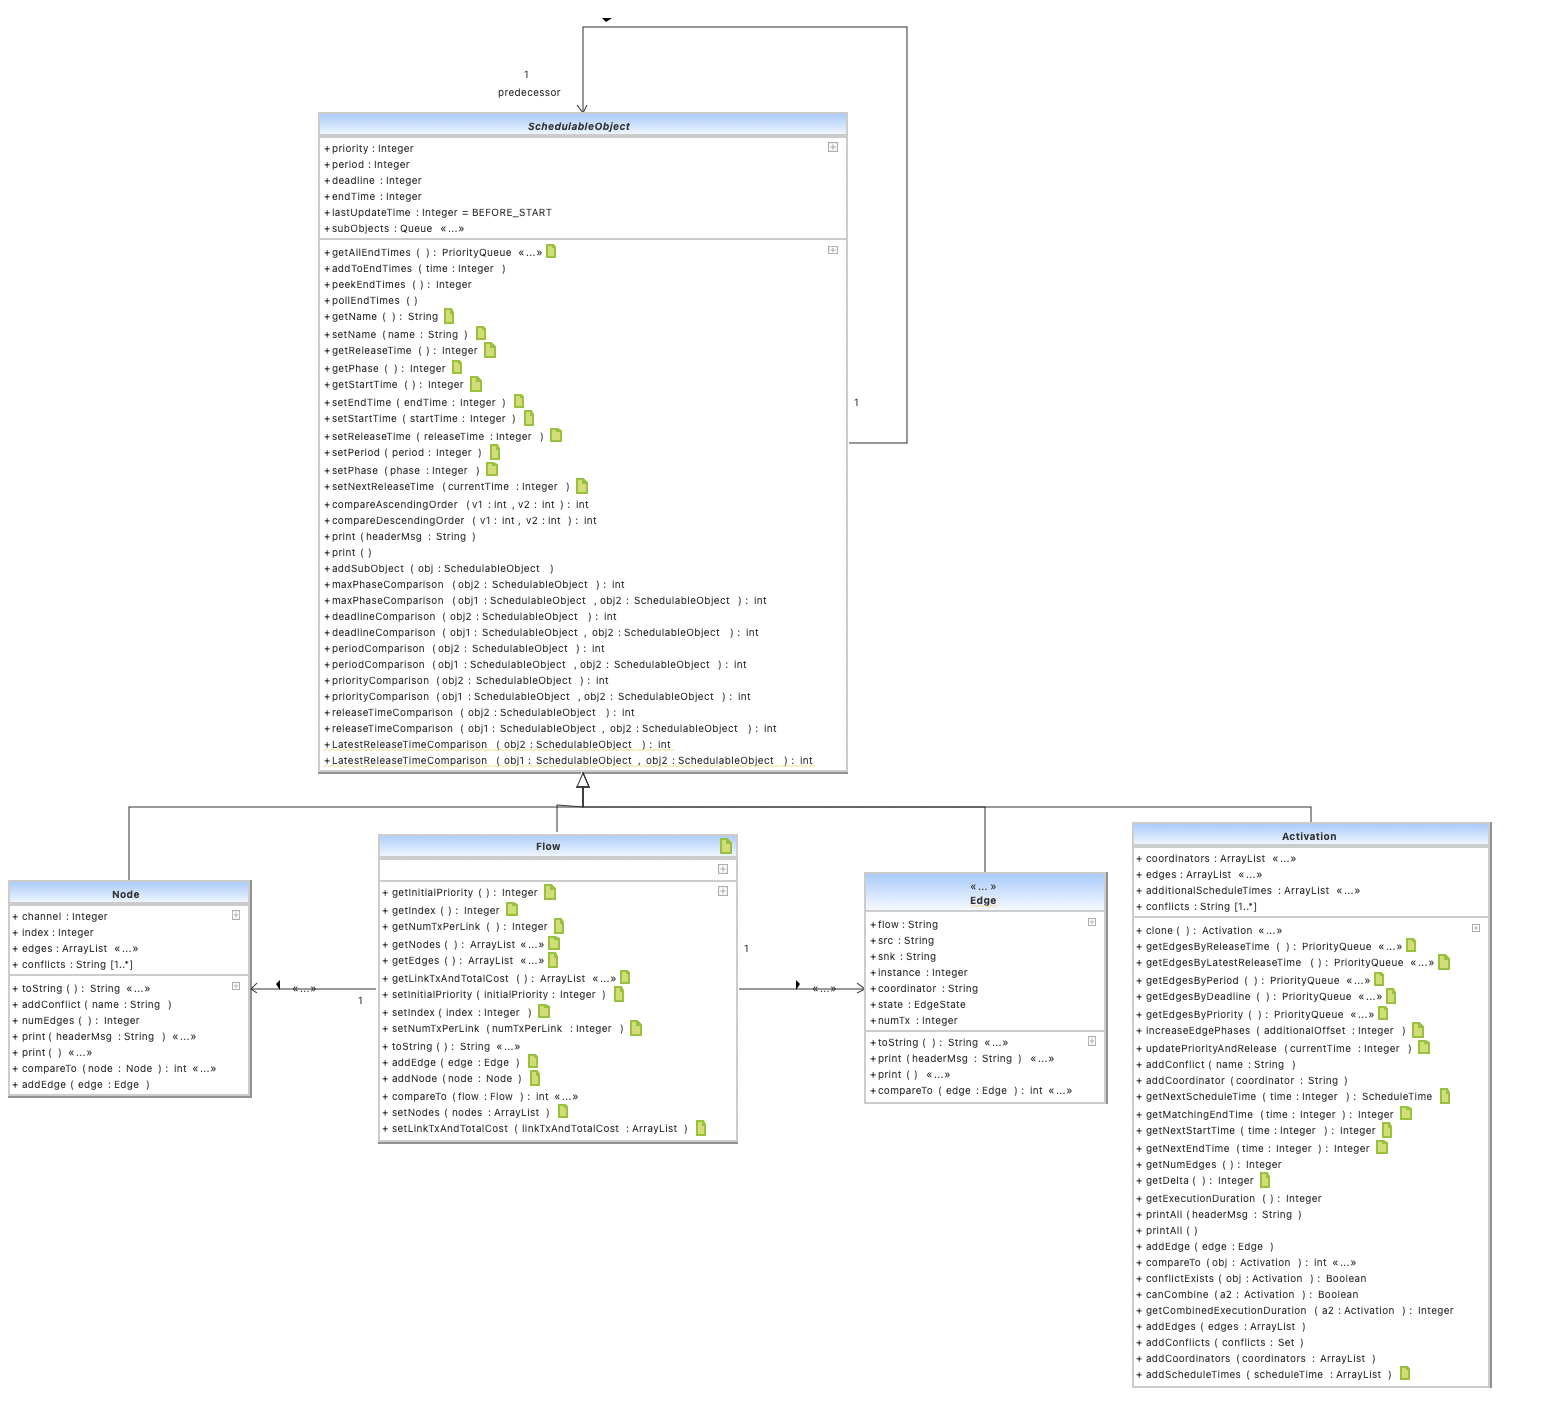 1
predecessor
SchedulableObject
+ priority : Integer
+ period : Integer
+ deadline : Integer
+ endTime : Integer
+ lastUpdateTime : Integer = BEFORE_START
+ subObjects : Queue «...»
+ getAllEndTimes ( ) : PriorityQueue «...»
+ addToEndTimes ( time : Integer )
+ peekEndTimes ( ) : Integer
+ pollEndTimes ( )
+ getName ( ) : String
+ setName ( name : String )
+ getReleaseTime ( ) : Integer
+ getPhase ( ) : Integer
+ getStartTime ( ) : Integer
+ setEndTime ( endTime : Integer )
+ setStartTime ( startTime : Integer )
+ setReleaseTime ( releaseTime : Integer )
+ setPeriod ( period : Integer )
+ setPhase ( phase : Integer )
+ setNextReleaseTime ( currentTime : Integer )
+ compareAscendingOrder ( v1 : int , v2 : int ) : int
+ compareDescendingOrder ( v1 : int , v2 : int ) : int
+ print ( headerMsg : String )
+ print ( )
+ addSubObject ( obj : SchedulableObject )
+ maxPhaseComparison ( obj2 : SchedulableObject ) : int
+ maxPhaseComparison ( obj1 : SchedulableObject , obj2 : SchedulableObject ) : int
+ deadlineComparison ( obj2 : SchedulableObject ) : int
+ deadlineComparison ( obj1 : SchedulableObject , obj2 : SchedulableObject ) : int
+ periodComparison ( obj2 : SchedulableObject ) : int
+ periodComparison ( obj1 : SchedulableObject , obj2 : SchedulableObject ) : int
+ priorityComparison ( obj2 : SchedulableObject ) : int
+ priorityComparison ( obj1 : SchedulableObject , obj2 : SchedulableObject ) : int
+ releaseTimeComparison ( obj2 : SchedulableObject ) : int
+ releaseTimeComparison ( obj1 : SchedulableObject , obj2 : SchedulableObject ) : int
+ LatestReleaseTimeComparison ( obj2 : SchedulableObject ) : int
+ LatestReleaseTimeComparison ( obj1 : SchedulableObject , obj2 : SchedulableObject ) : int
1
Node
+ channel : Integer
+ index : Integer
+ edges : ArrayList «...»
+ conflicts : String [1..*]
+ toString ( ) : String «...»
+ addConflict ( name : String )
+ numEdges ( ) : Integer
+ print ( headerMsg : String ) «...»
+ print ( ) «...»
+ compareTo ( node : Node ) : int «...»
+ addEdge ( edge : Edge )
«...»
1
Flow
+ getInitialPriority ( ) : Integer
+ getIndex ( ) : Integer
+ getNumTxPerLink ( ) : Integer
+ getNodes ( ) : ArrayList «...»
+ getEdges ( ) : ArrayList «...»
+ getLinkTxAndTotalCost ( ) : ArrayList «...»
+ setInitialPriority ( initialPriority : Integer )
+ setIndex ( index : Integer )
+ setNumTxPerLink ( numTxPerLink : Integer )
+ toString ( ) : String «...»
+ addEdge ( edge : Edge )
+ addNode ( node : Node )
+ compareTo ( flow : Flow ) : int «...»
+ setNodes ( nodes : ArrayList )
+ setLinkTxAndTotalCost ( linkTxAndTotalCost : ArrayList )
1
«...»
«...»
Edge
+ flow : String
+ src : String
+ snk : String
+ instance : Integer
+ coordinator : String
+ state : EdgeState
+ numTx : Integer
+ toString ( ) : String «...»
+ print ( headerMsg : String ) «...»
+ print ( ) «...»
+ compareTo ( edge : Edge ) : int «...»
Activation
+ coordinators : ArrayList «...»
+ edges : ArrayList «...»
+ additionalScheduleTimes : ArrayList «...»
+ conflicts : String [1..*]
+ clone ( ) : Activation «...»
+ getEdgesByReleaseTime ( ) : PriorityQueue «...»
+ getEdgesByLatestReleaseTime ( ) : PriorityQueue «...»
+ getEdgesByPeriod ( ) : PriorityQueue «...»
+ getEdgesByDeadline ( ) : PriorityQueue «...»
+ getEdgesByPriority ( ) : PriorityQueue «...»
+ increaseEdgePhases ( additionalOffset : Integer )
+ updatePriorityAndRelease ( currentTime : Integer )
+ addConflict ( name : String )
+ addCoordinator ( coordinator : String )
+ getNextScheduleTime ( time : Integer ) : ScheduleTime
+ getMatchingEndTime ( time : Integer ) : Integer
+ getNextStartTime ( time : Integer ) : Integer
+ getNextEndTime ( time : Integer ) : Integer
+ getNumEdges ( ) : Integer
+ getDelta ( ) : Integer
+ getExecutionDuration ( ) : Integer
+ printAll ( headerMsg : String )
+ printAll ( )
+ addEdge ( edge : Edge )
+ compareTo ( obj : Activation ) : int «...»
+ conflictExists ( obj : Activation ) : Boolean
+ canCombine ( a2 : Activation ) : Boolean
+ getCombinedExecutionDuration ( a2 : Activation ) : Integer
+ addEdges ( edges : ArrayList )
+ addConflicts ( conflicts : Set )
+ addCoordinators ( coordinators : ArrayList )
+ addScheduleTimes ( scheduleTime : ArrayList )